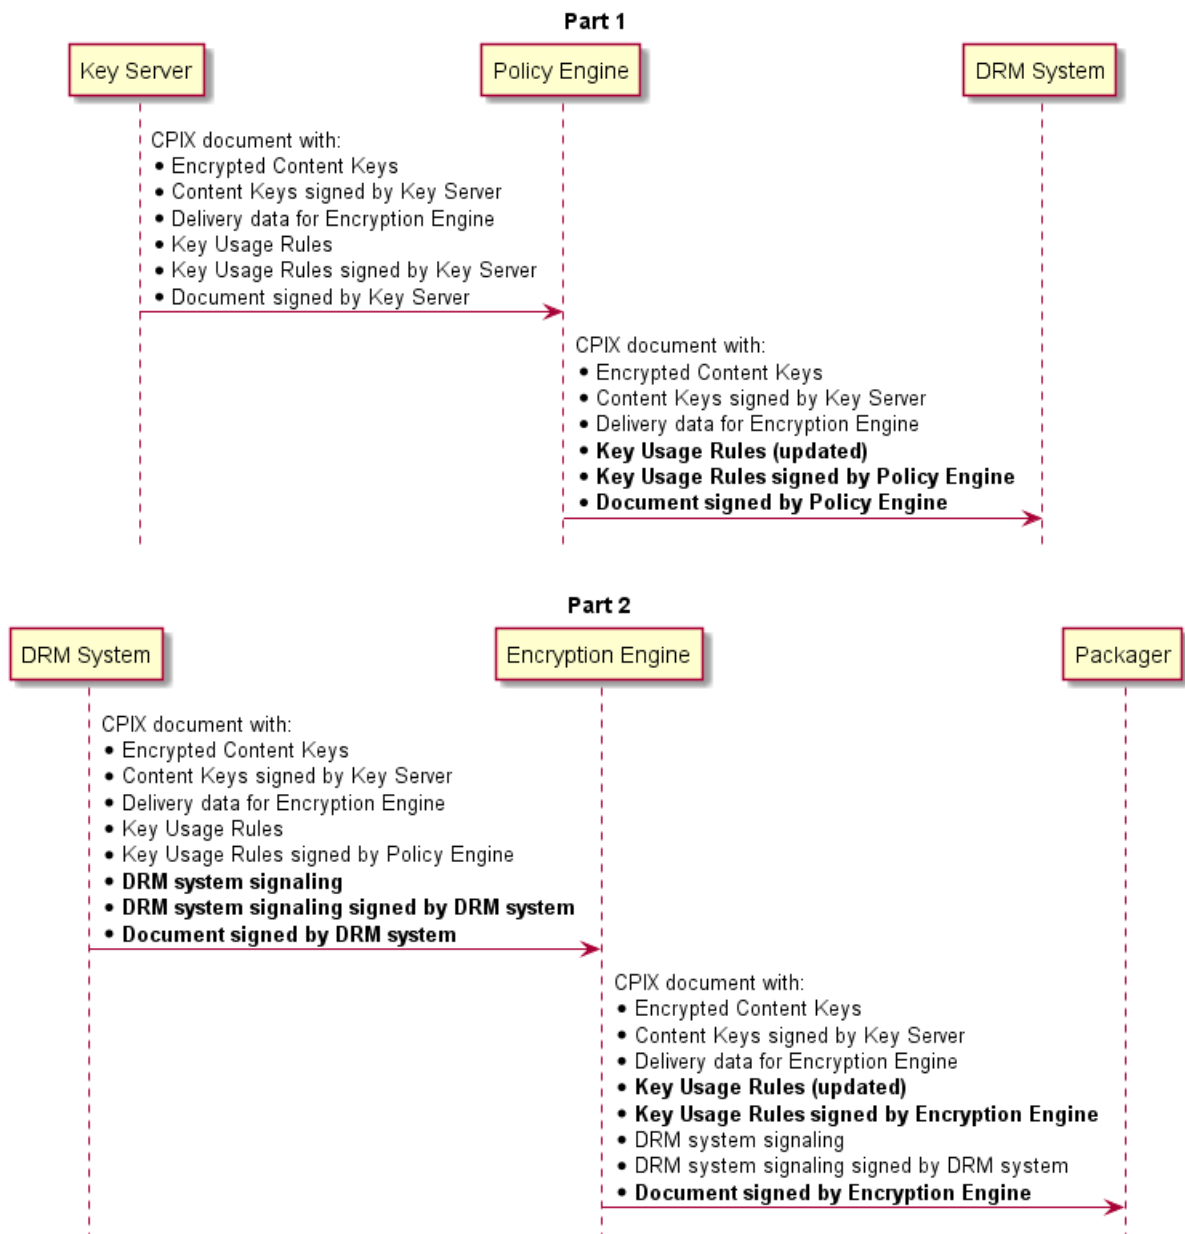 Part 1
Key Server
Policy Engine
DRM System
CPIX document with:
• Encrypted Content Keys
• Content Keys signed by Key Server
• Delivery data for Encryption Engine
• Key Usage Rules
• Key Usage Rules signed by Key Server
• Document signed by Key Server
CPIX document with:
• Encrypted Content Keys
• Content Keys signed by Key Server
• Delivery data for Encryption Engine
• Key Usage Rules (updated)
• Key Usage Rules signed by Policy Engine
• Document signed by Policy Engine
Part 2
DRM System
Encryption Engine
Packager
CPIX document with:
• Encrypted Content Keys
• Content Keys signed by Key Server
• Delivery data for Encryption Engine
• Key Usage Rules
• Key Usage Rules signed by Policy Engine
• DRM system signaling
• DRM system signaling signed by DRM system
• Document signed by DRM system
CPIX document with:
• Encrypted Content Keys
• Content Keys signed by Key Server
• Delivery data for Encryption Engine
• Key Usage Rules (updated)
• Key Usage Rules signed by Encryption Engine
• DRM system signaling
• DRM system signaling signed by DRM system
• Document signed by Encryption Engine